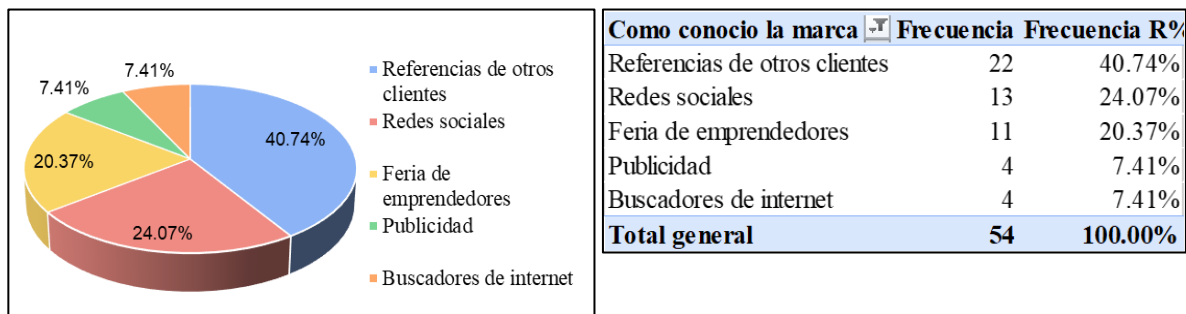 7.41%
7.41%
40.74%
20.37%
24.07%
Referencias de otros
clientes
Redes sociales
Feria de
emprendedores
Publicidad
Buscadores de internet
Como conocio la marca Frecuencia Frecuencia R%
Referencias de otros clientes 22 40.74%
Redes sociales 13 24.07%
Feria de emprendedores 11 20.37%
Publicidad 4 7.41%
Buscadores de internet 4 7.41%
Total general 54 100.00%